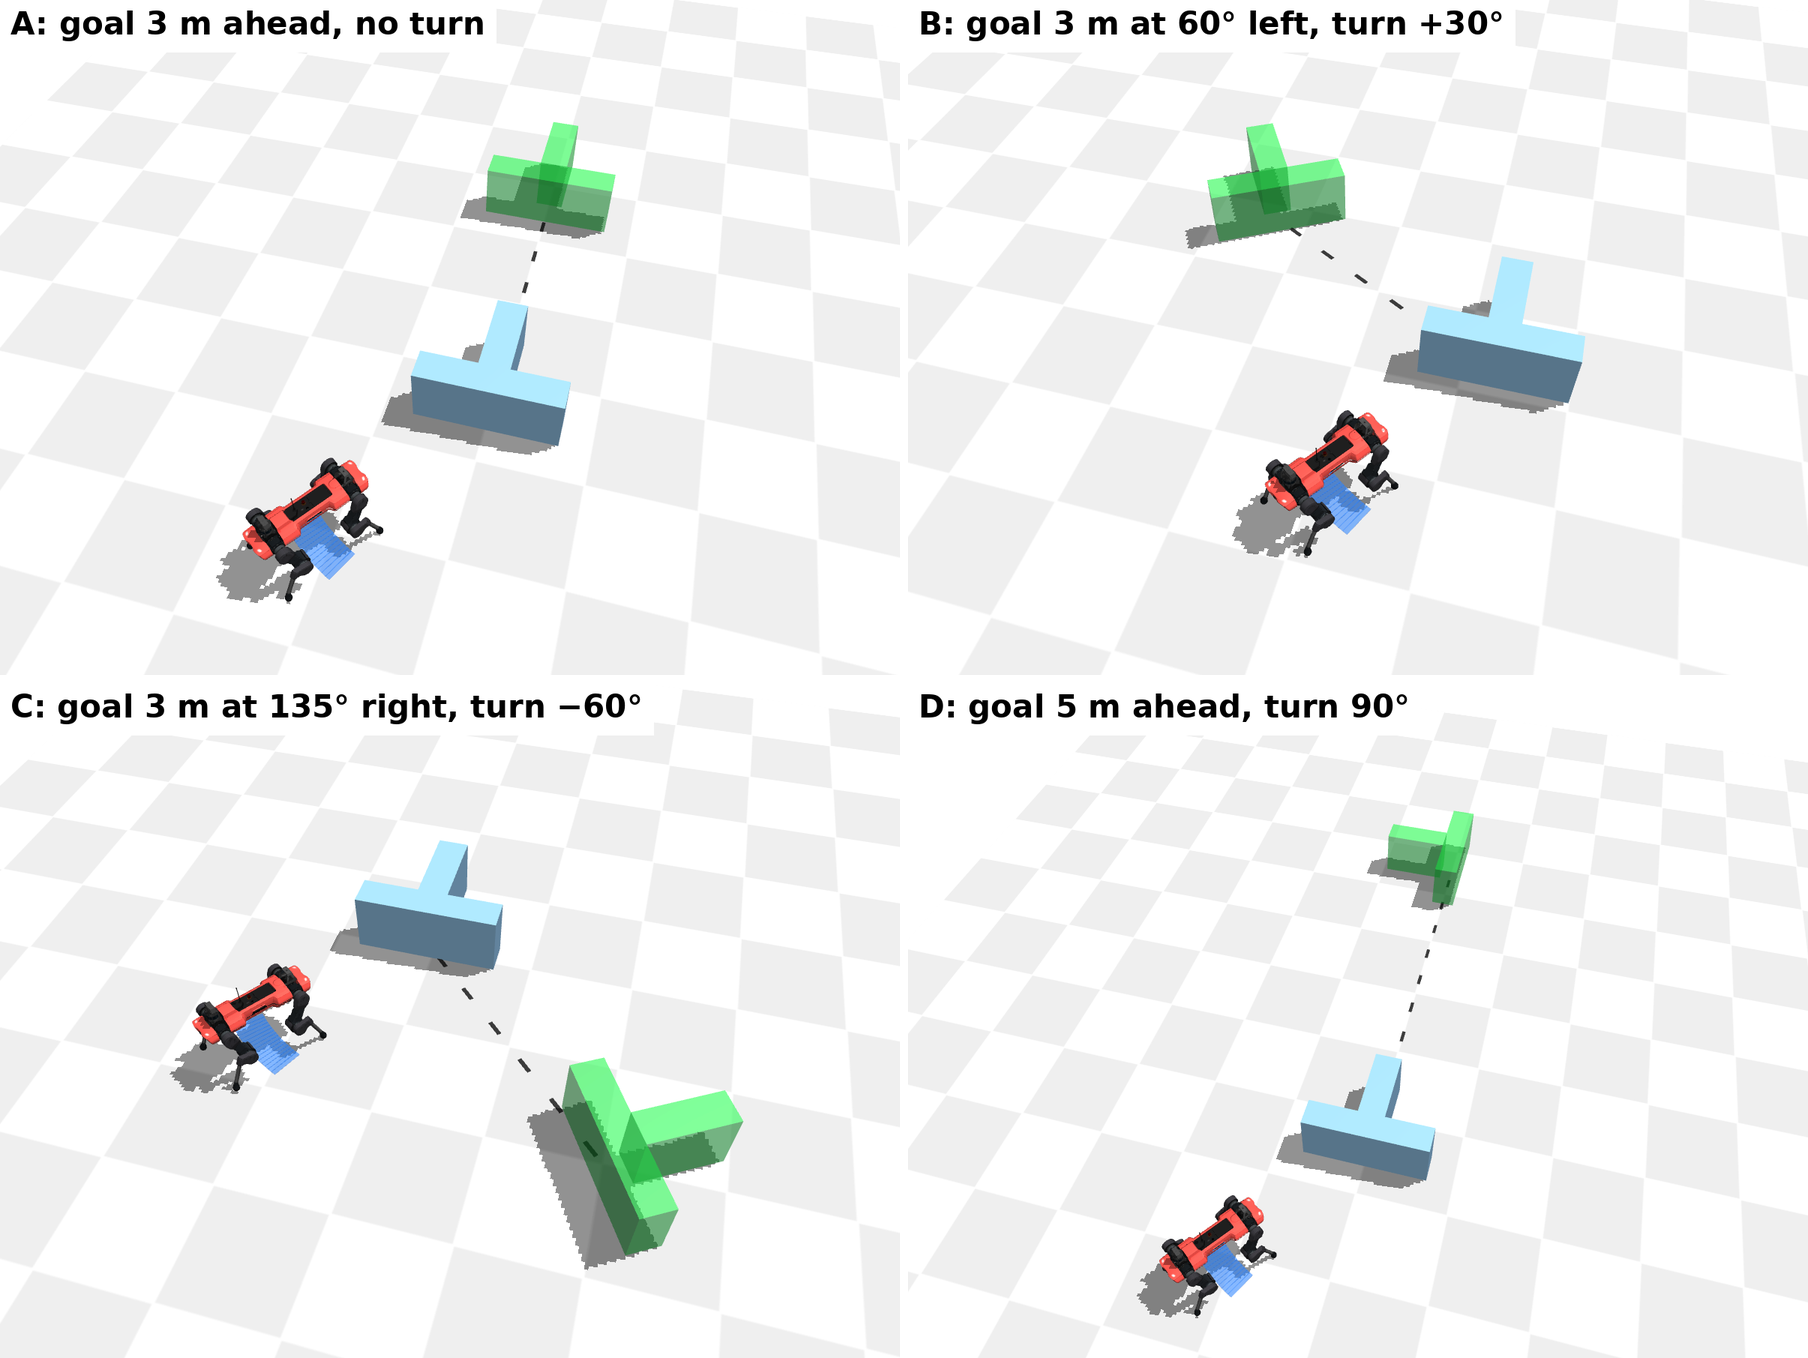 A: goal 3 m ahead, no turn
B: goal 3 m at 60° left, turn +30°
C: goal 3 m at 135° right, turn −60°
D: goal 5 m ahead, turn 90°